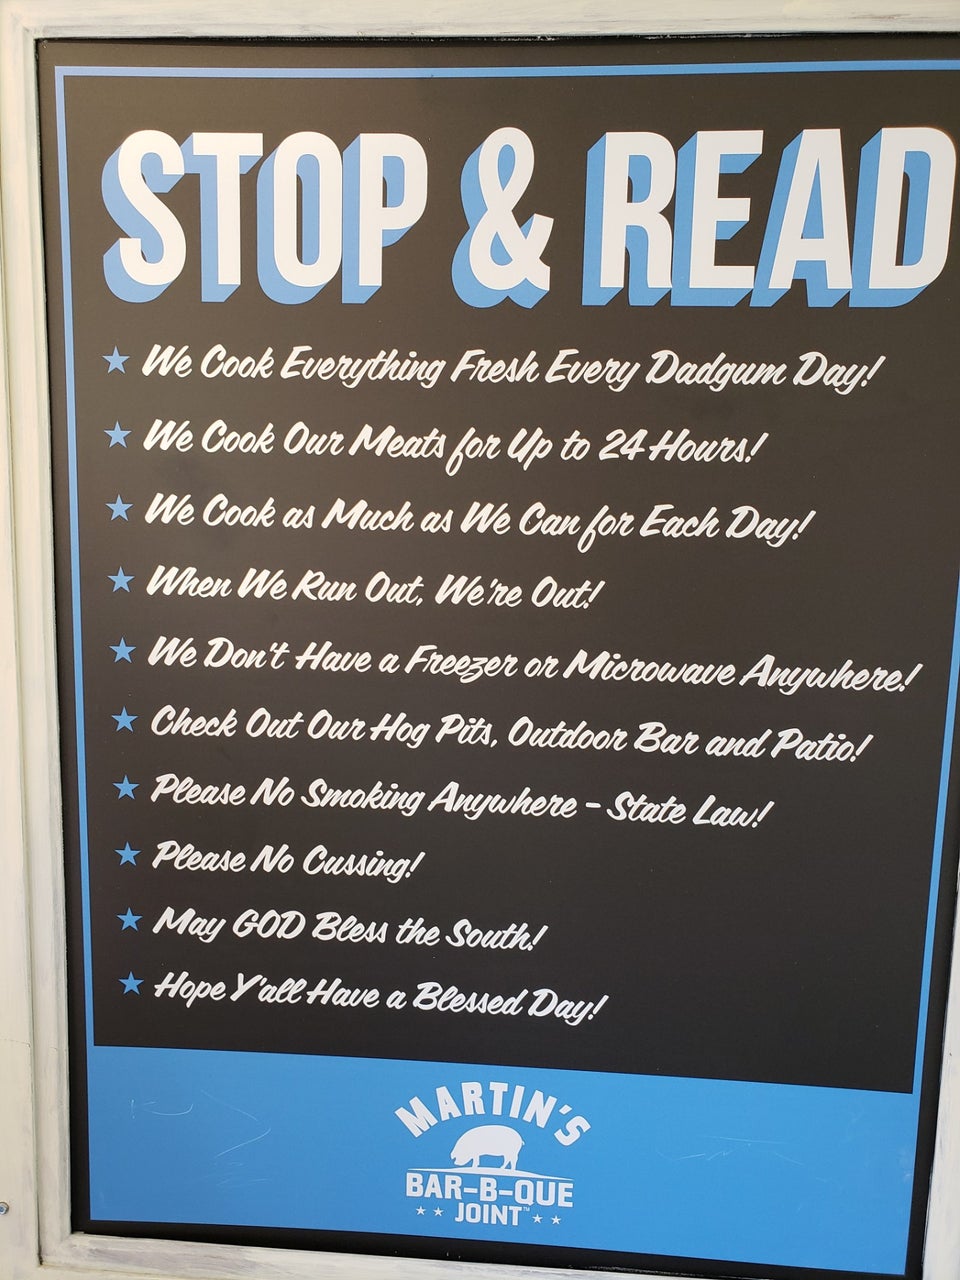 STOP & READ
We Cook Everything Fresh Every Dadgum Day!
We Cook Our Meats for Up to 24 Hours!
We Cook as Much as We Can for Each Day!
When We Run Out, We're Out!
We Don't Have a Freezer or Microwave Anywhere!
Check Out Our Hog Pits, Outdoor Bar and Patio!
Please No Smoking Anywhere - State Law!
Please No Cussing!
May GOD Bless the South!
Hope Y'all Have a Blessed Day!
MARTIN'S
BAR-B-QUE
JOINT™